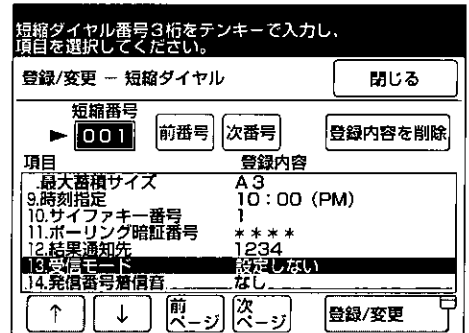 短縮ダイヤル番号3桁をテンキーで入力し、
項目を選択してください。
登録/変更 － 短縮ダイヤル
閉じる
短縮番号
▶ 001 前番号 次番号 登録内容を削除
項目 登録内容
.最大蓄積サイズ A3
9.時刻指定 10:00 (PM)
10.サイファキー番号 1
11.ポーリング暗証番号 ****
12.結果通知先 1234
13.受信モード 設定しない
14.発信番号着信音 なし
↑ ↓ 前ページ 次ページ 登録/変更